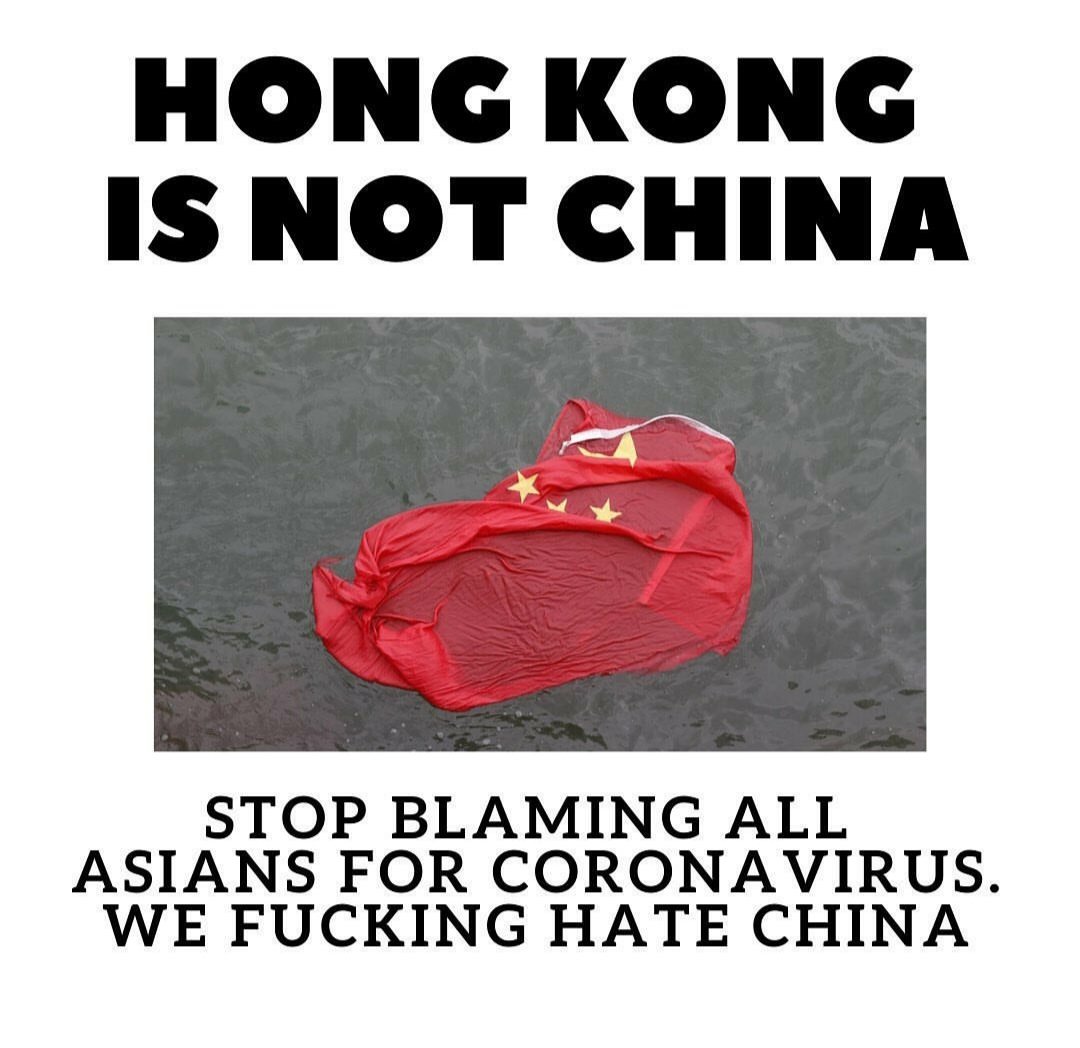 HONG KONG
IS NOT CHINA
STOP BLAMING ALL
ASIANS FOR CORONAVIRUS.
WE FUCKING HATE CHINA